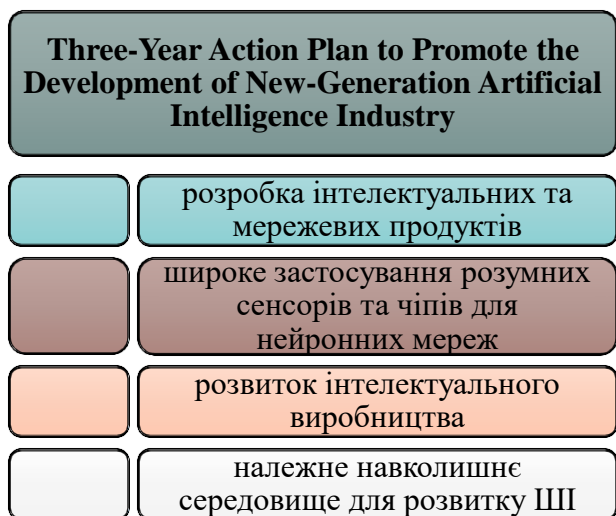 Three-Year Action Plan to Promote the
Development of New-Generation Artificial
Intelligence Industry
розробка інтелектуальних та
мережевих продуктів
широке застосування розумних
сенсорів та чіпів для
нейронних мереж
розвиток інтелектуального
виробництва
належне навколишнє
середовище для розвитку ШІ